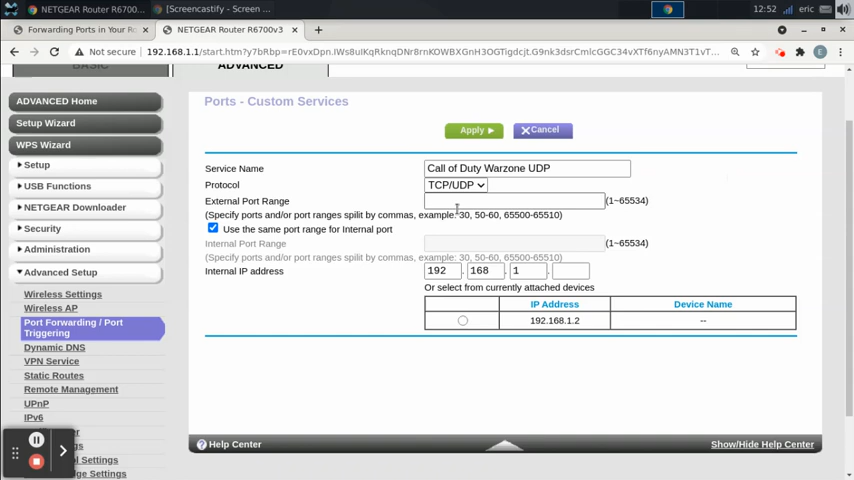 NETGEAR Router R6700...
[Screencastify - Screen ...
12:52
eric
Forwarding Ports in Your Ro
NETGEAR Router R6700v3
Not secure
192.168.1.1/start.htm?
BASIC
ADVANCED
ADVANCED Home
Setup Wizard
WPS Wizard
Setup
USB Functions
NETGEAR Downloader
Security
Administration
Advanced Setup
Wireless Settings
Wireless AP
Port Forwarding / Port
Triggering
Dynamic DNS
VPN Service
Static Routes
Remote Management
UPnP
IPv6
Ports - Custom Services
Apply
Cancel
Service Name
Call of Duty Warzone UDP
Protocol
TCP/UDP
External Port Range
(1~65534)
(Specify ports and/or port ranges spilit by commas, example: 30, 50-60, 65500-65510)
Use the same port range for Internal port
Internal Port Range
(1~65534)
(Specify ports and/or port ranges spilit by commas, example: 30, 50-60, 65500-65510)
Internal IP address
192 . 168 . 1 .
Or select from currently attached devices
IP Address
Device Name
192.168.1.2
--
Help Center
Show/Hide Help Center